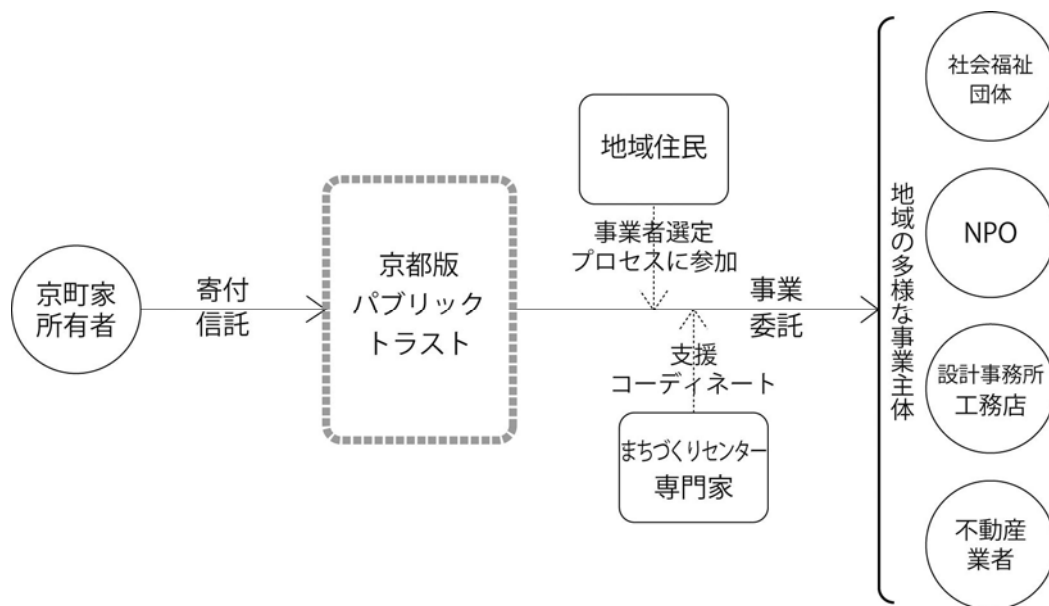 京町家
所有者
寄付
信託
京都版
パブリック
トラスト
地域住民
事業者選定
プロセスに参加
支援
コーディネート
まちづくりセンター
専門家
事業
委託
地域の多様な事業主体
社会福祉
団体
NPO
設計事務所
工務店
不動産
業者